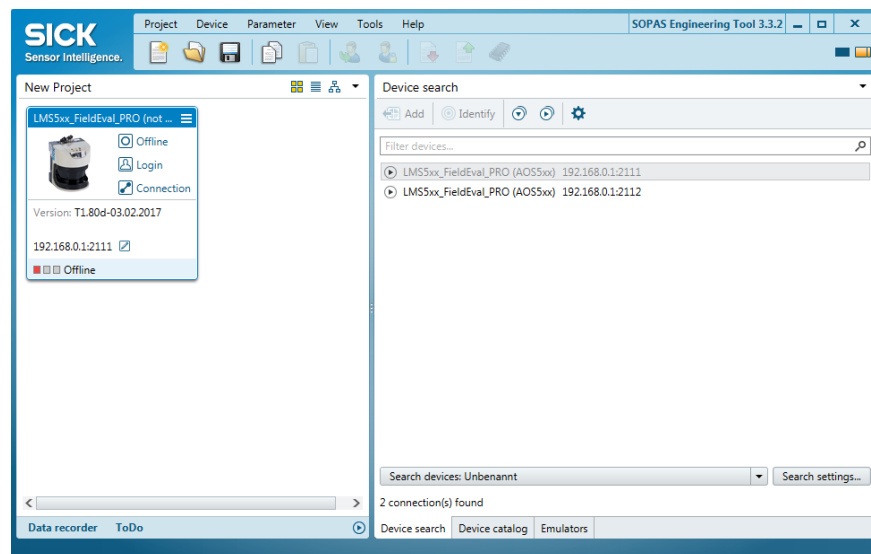 SICK
Sensor Intelligence.
Project Device Parameter View Tools Help
SOPAS Engineering Tool 3.3.2
New Project
LMS5xx_FieldEval_PRO (not ...
Offline
Login
Connection
Version: T1.80d-03.02.2017
192.168.0.1:2111
Offline
Data recorder ToDo
Device search
Add Identify
Filter devices...
LMS5xx_FieldEval_PRO (AOS5xx) 192.168.0.1:2111
LMS5xx_FieldEval_PRO (AOS5xx) 192.168.0.1:2112
Search devices: Unbenannt
Search settings...
2 connection(s) found
Device search Device catalog Emulators